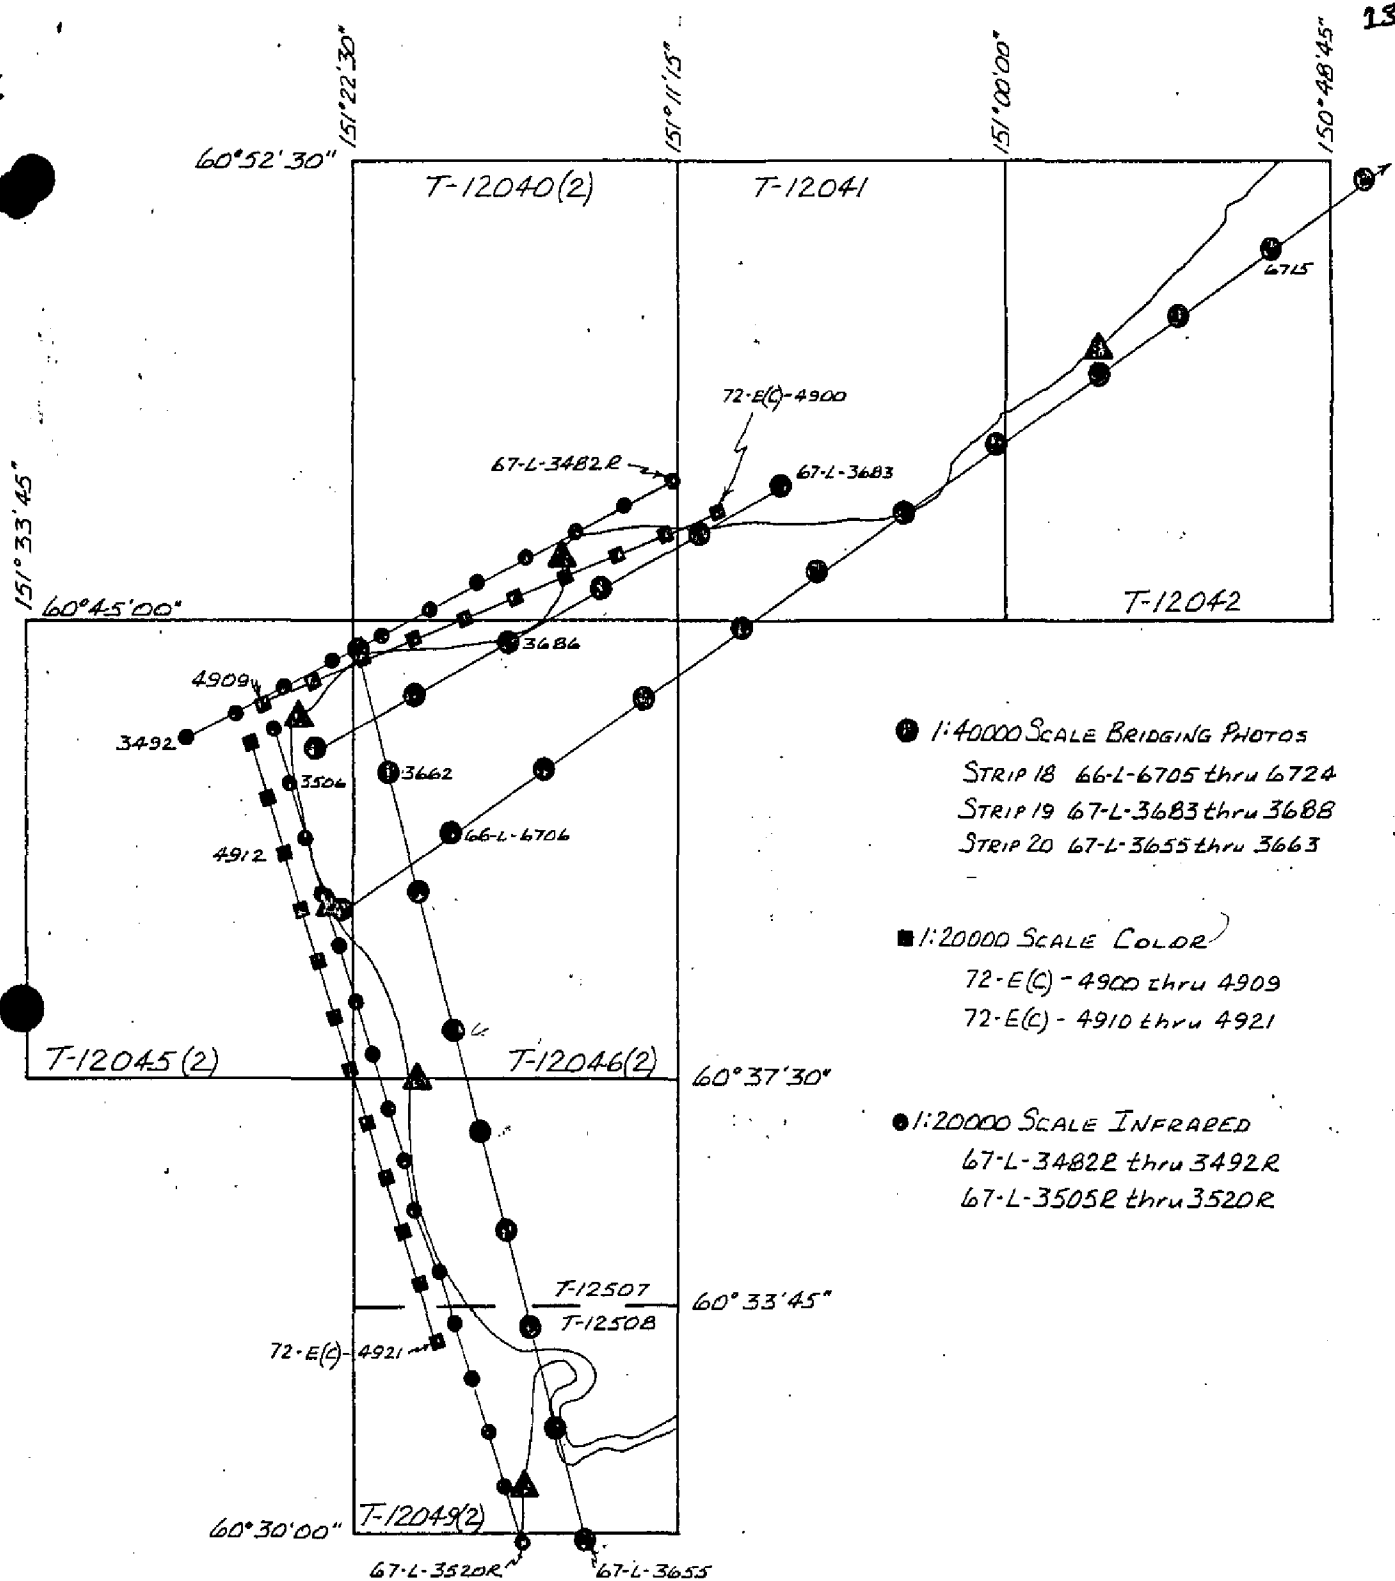 13
151°22'30"
151°11'15"
151°00'00"
150°48'45"
60°52'30"
T-12040(2)
T-12041
6715
72-E(C)-4900
67-L-3482R
67-L-3683
151°33'45"
60°45'00"
T-12042
3686
4909
3492
3506
3662
4912
66-L-6706
1:40000 SCALE BRIDGING PHOTOS
STRIP 18 66-L-6705 thru 6724
STRIP 19 67-L-3683 thru 3688
STRIP 20 67-L-3655 thru 3663
1:20000 SCALE COLOR
72-E(C)-4900 thru 4909
72-E(C)-4910 thru 4921
T-12045(2)
T-12046(2)
60°37'30"
1:20000 SCALE INFRARED
67-L-3482R thru 3492R
67-L-3505R thru 3520R
T-12507
60°33'45"
T-12508
72-E(C)-4921
T-12049(2)
60°30'00"
67-L-3520R
67-L-3655